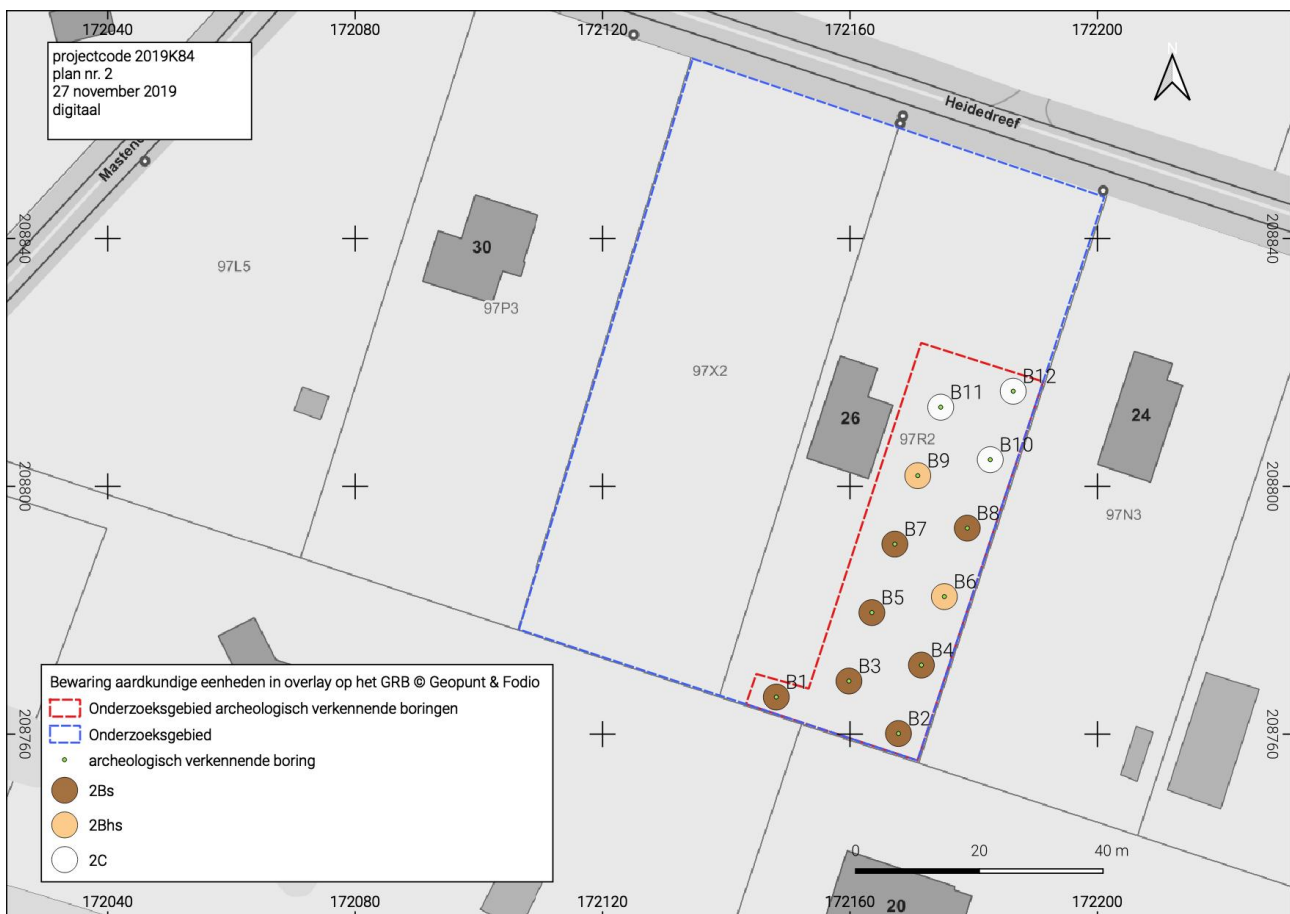 172040 172080 172120 172160 172200
projectcode 2019K84
plan nr. 2
27 november 2019
digitaal
N
Heidedreef
208840
208840
30
97L5
97P3
97X2
B12
B11
26
24
97R2
B10
B9
208800
208800
97N3
B8
B7
B6
B5
B4
B3
B1
B2
208760
208760
Bewaring aardkundige eenheden in overlay op het GRB © Geopunt & Fodio
Onderzoeksgebied archeologisch verkennende boringen
Onderzoeksgebied
archeologisch verkennende boring
2Bs
2Bhs
2C
0 20 40 m
172040 172080 172120 172160 172200
20